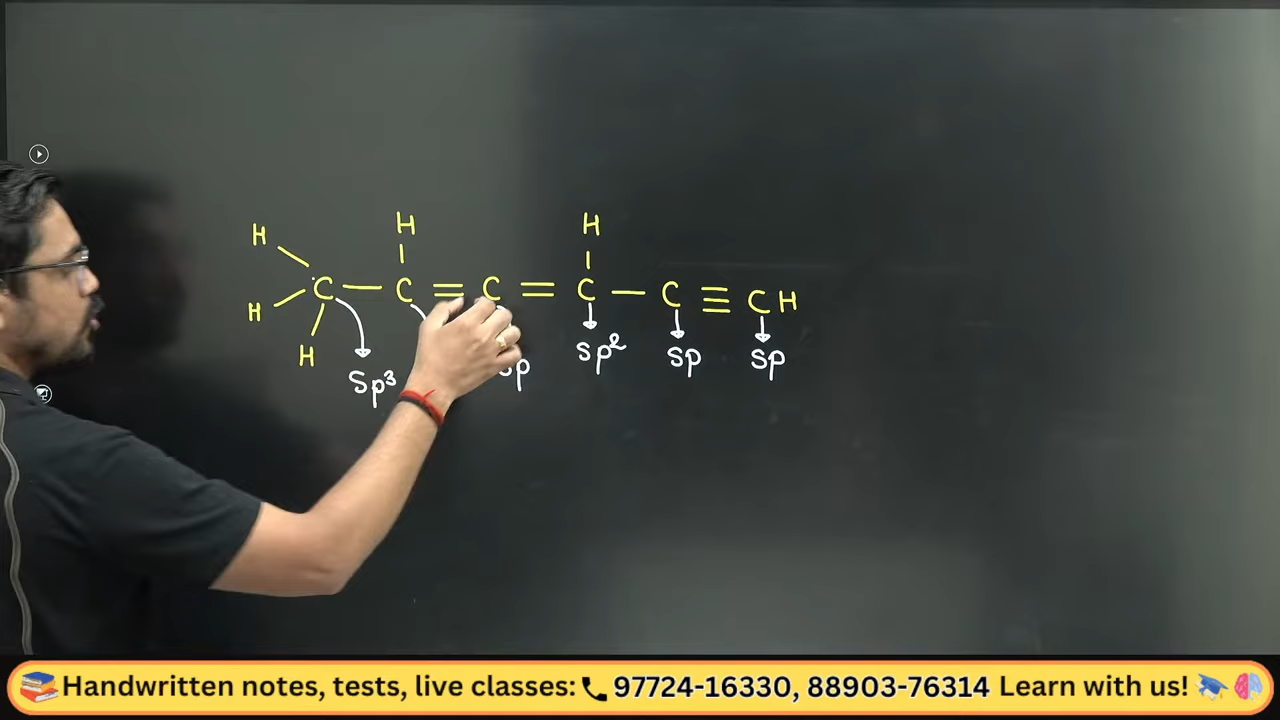 H H H
H C — C ≡ C = C — C ≡ CH
H
sp³ sp sp² sp sp
📚Handwritten notes, tests, live classes:📞97724-16330, 88903-76314 Learn with us!🎓🧠